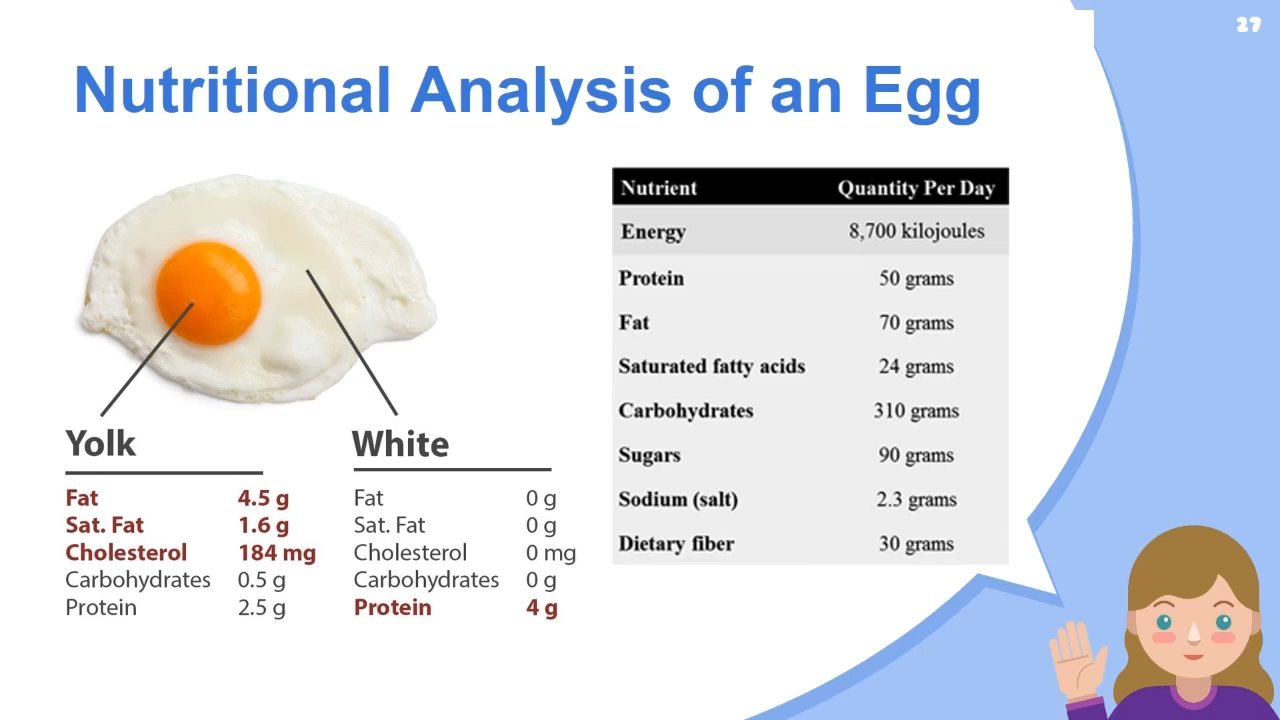 27
Nutritional Analysis of an Egg
Yolk
Fat 4.5 g
Sat. Fat 1.6 g
Cholesterol 184 mg
Carbohydrates 0.5 g
Protein 2.5 g
White
Fat 0 g
Sat. Fat 0 g
Cholesterol 0 mg
Carbohydrates 0 g
Protein 4 g
Nutrient Quantity Per Day
Energy 8,700 kilojoules
Protein 50 grams
Fat 70 grams
Saturated fatty acids 24 grams
Carbohydrates 310 grams
Sugars 90 grams
Sodium (salt) 2.3 grams
Dietary fiber 30 grams